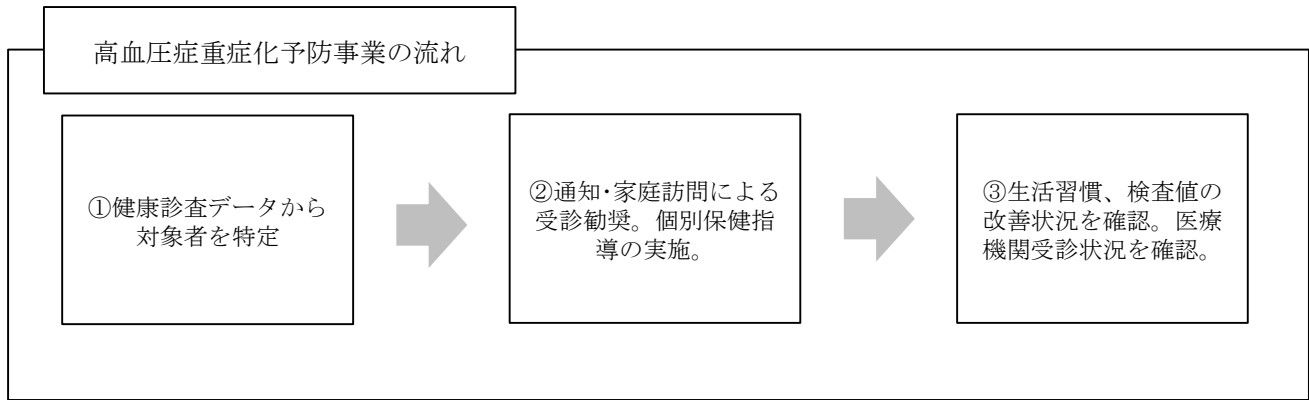 高血圧症重症化予防事業の流れ
①健康診査データから
対象者を特定
②通知・家庭訪問による
受診勧奨。個別保健指
導の実施。
③生活習慣、検査値の
改善状況を確認。医療
機関受診状況を確認。